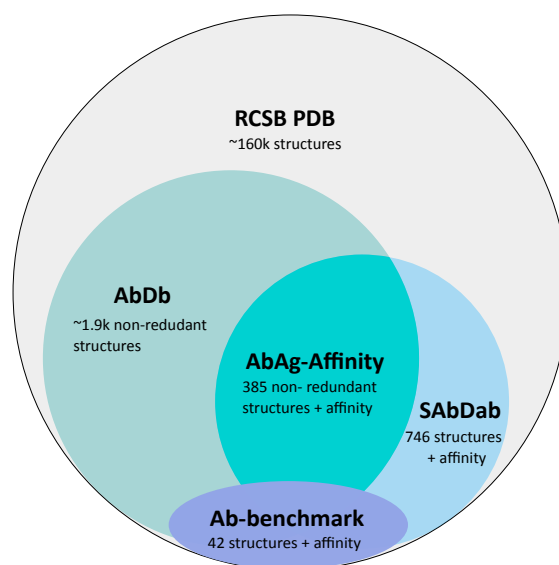 RCSB PDB
~160k structures
AbDb
~1.9k non-redudant
structures
AbAg-Affinity
385 non- redundant
structures + affinity
SAbDab
746 structures
+ affinity
Ab-benchmark
42 structures + affinity